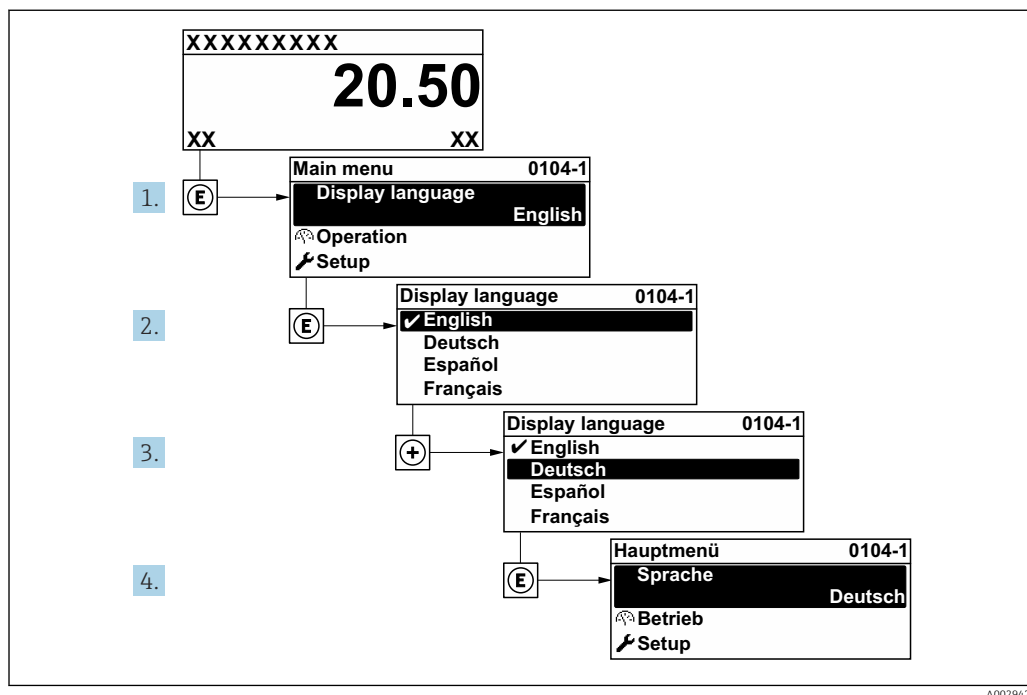 XXXXXXXXX
20.50
XX XX
1.
E
Main menu 0104-1
Display language
English
Operation
Setup
2.
E
Display language 0104-1
✔ English
Deutsch
Español
Français
3.
+
Display language 0104-1
✔ English
Deutsch
Español
Français
4.
E
Hauptmenü 0104-1
Sprache
Deutsch
Betrieb
Setup